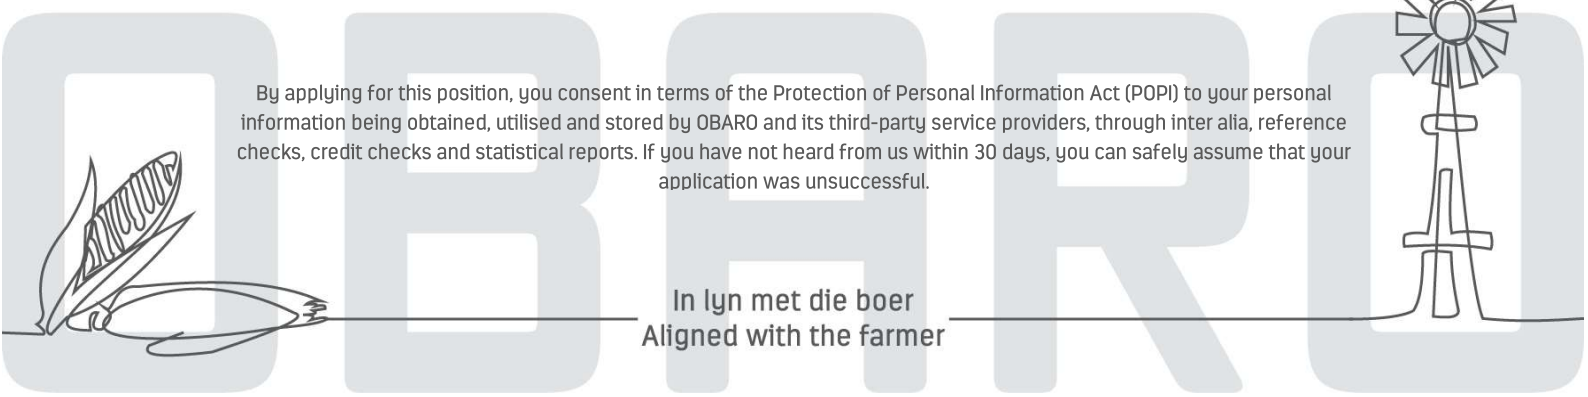 OBARO
By applying for this position, you consent in terms of the Protection of Personal Information Act (POPI) to your personal
information being obtained, utilised and stored by OBARO and its third-party service providers, through inter alia, reference
checks, credit checks and statistical reports. If you have not heard from us within 30 days, you can safely assume that your
application was unsuccessful.
In lyn met die boer
Aligned with the farmer